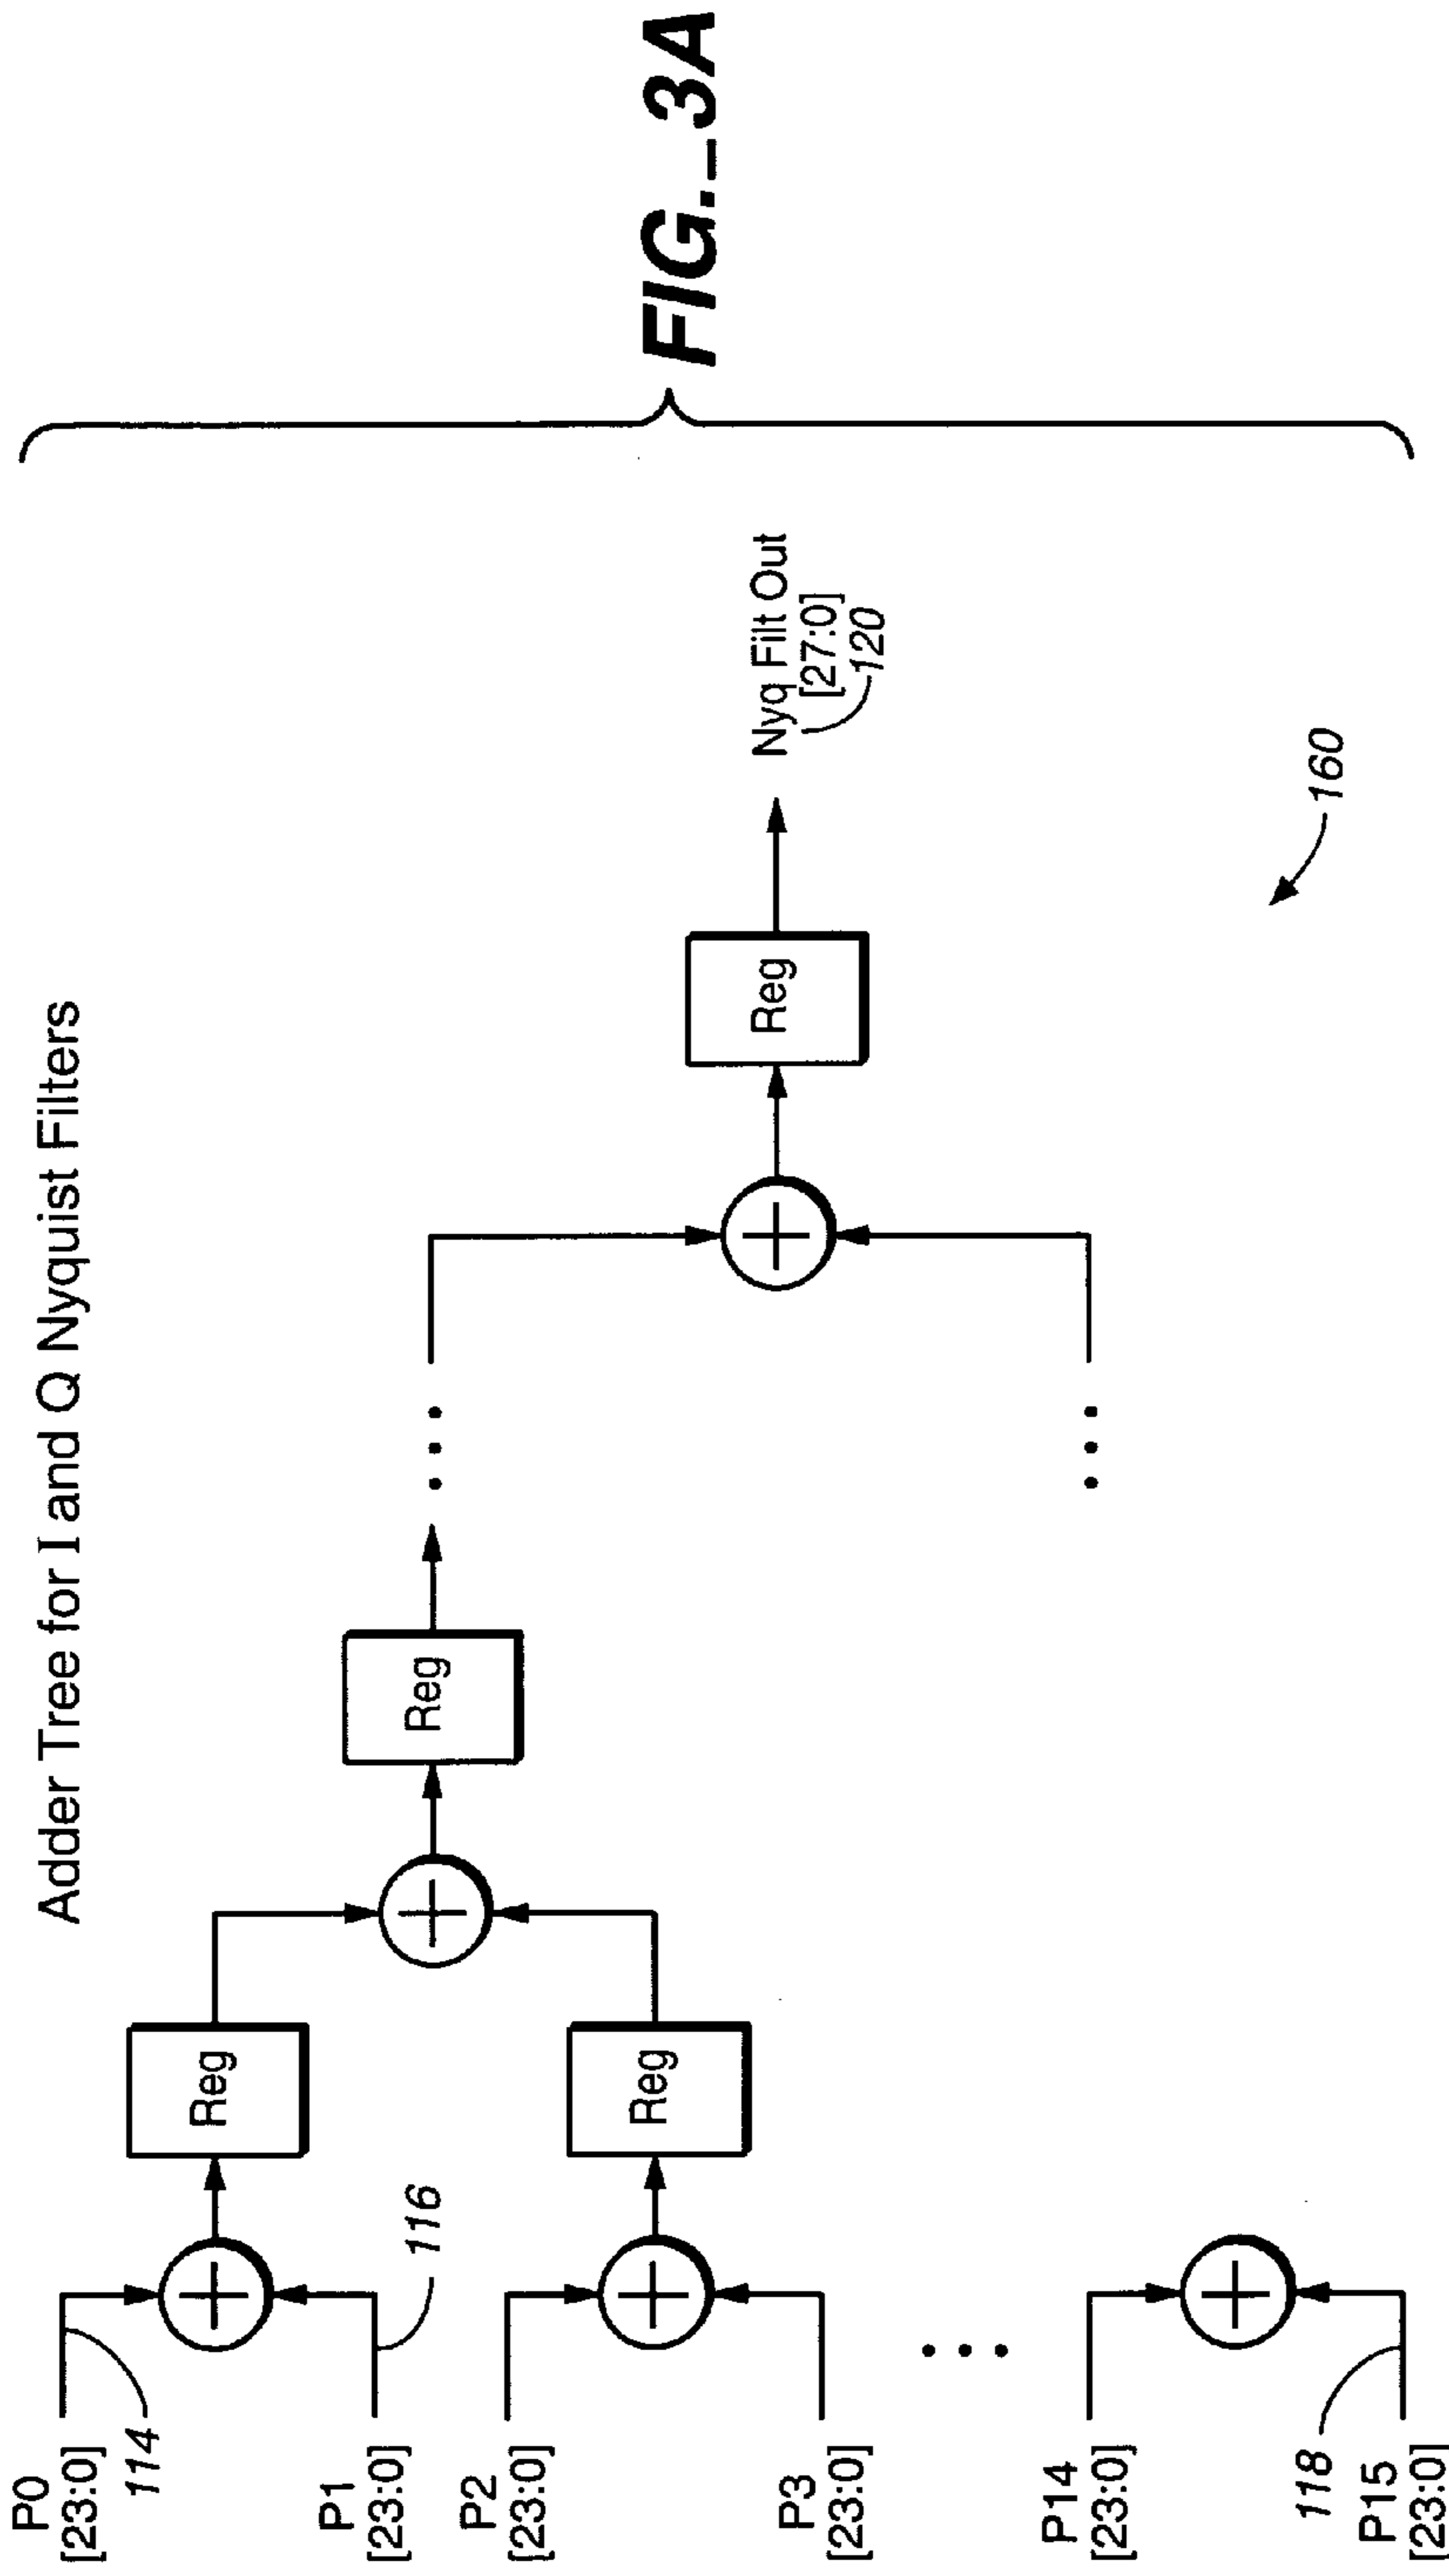 Adder Tree for I and Q Nyquist Filters
P0
[23:0]
114
P1
[23:0]
116
P2
[23:0]
P3
[23:0]
P14
[23:0]
118
P15
[23:0]
Reg
Reg
Reg
Reg
Nyq Filt Out
[27:0]
120
160
FIG._3A